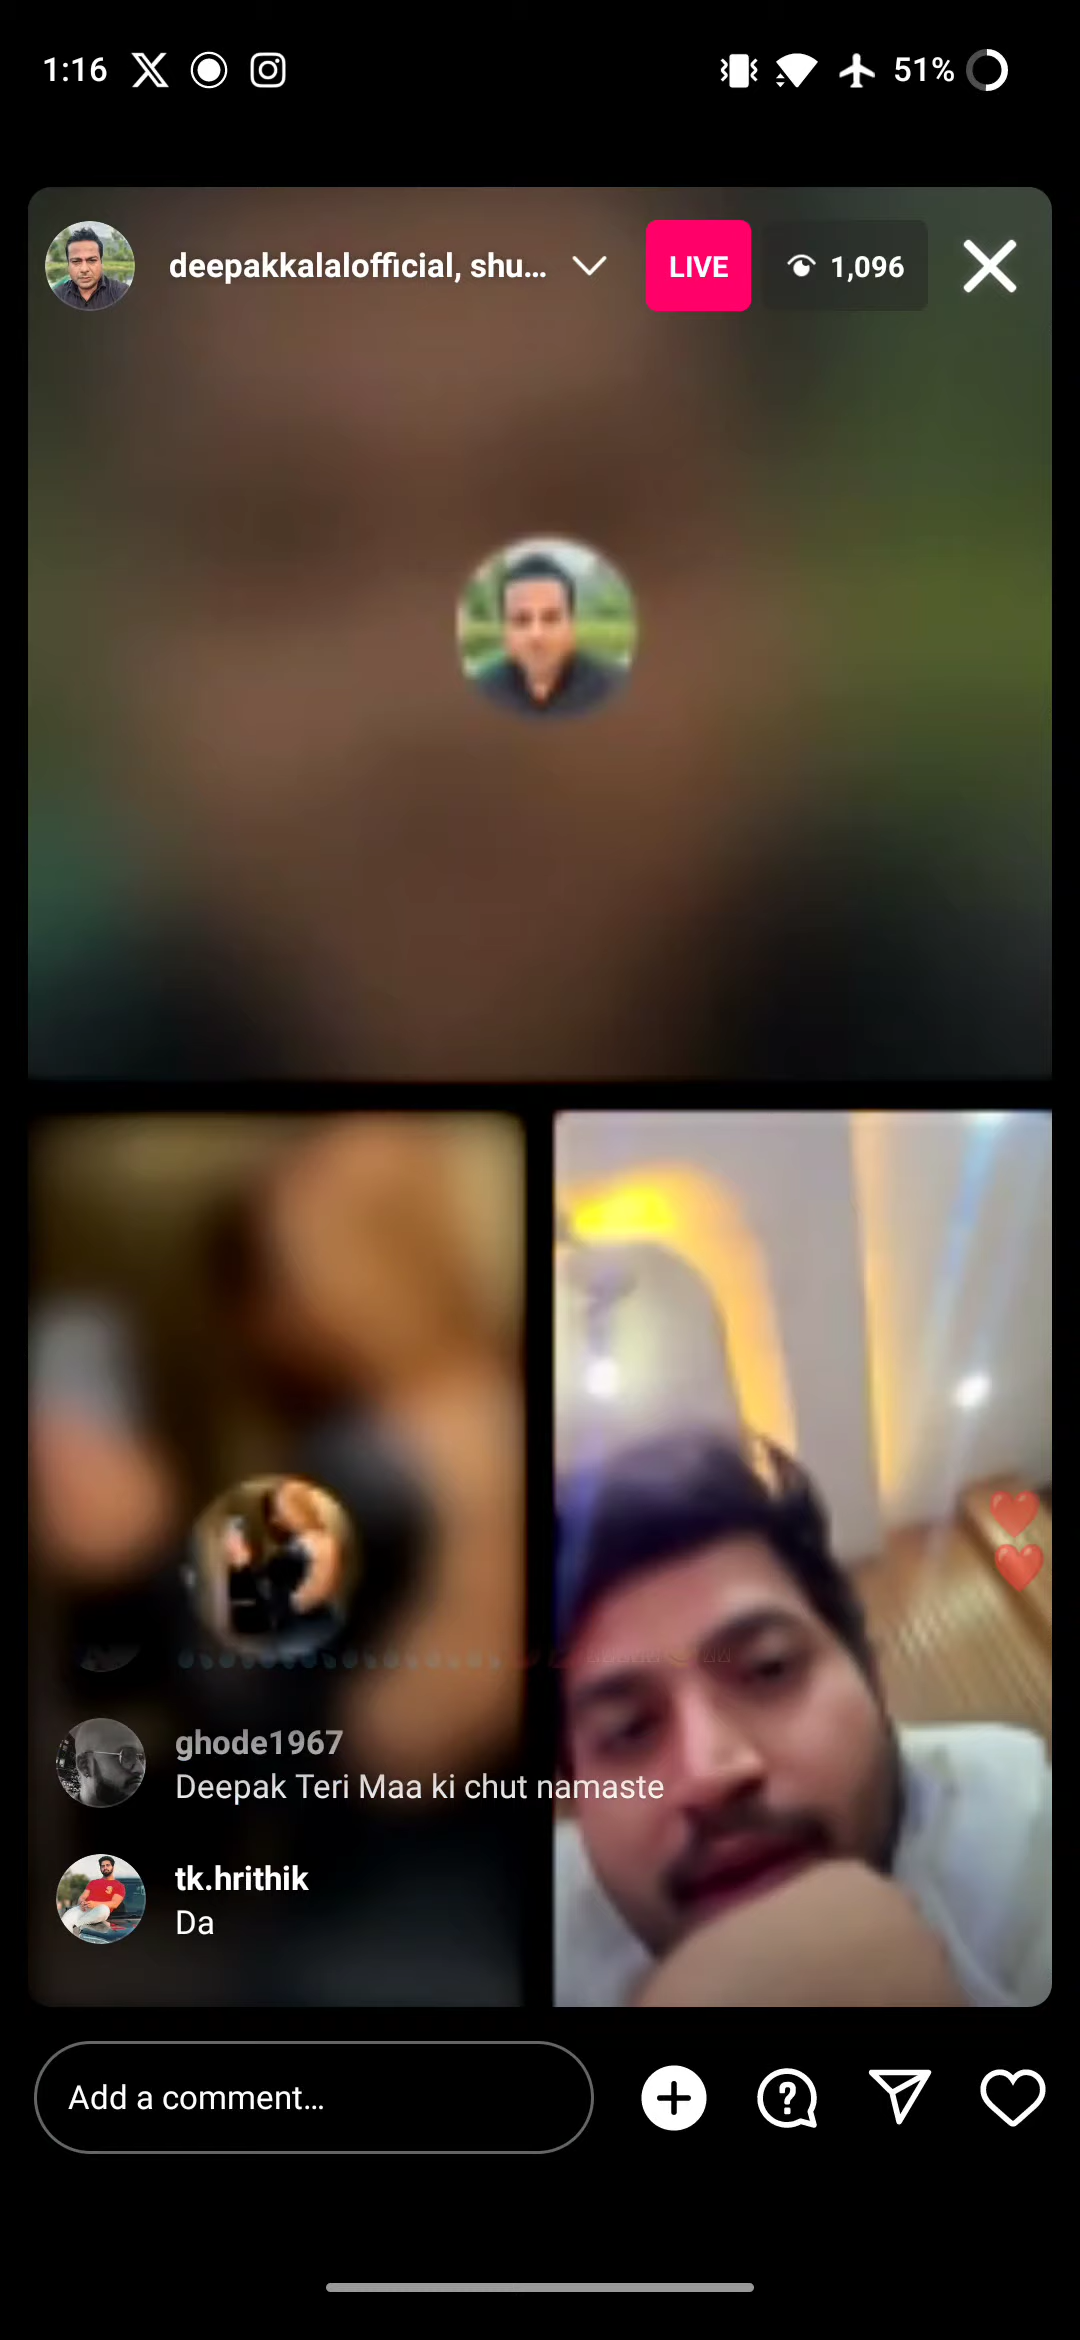 1:16
51%
deepakkalalofficial, shu...
LIVE
1,096
ghode1967
Deepak Teri Maa ki chut namaste
tk.hrithik
Da
Add a comment...